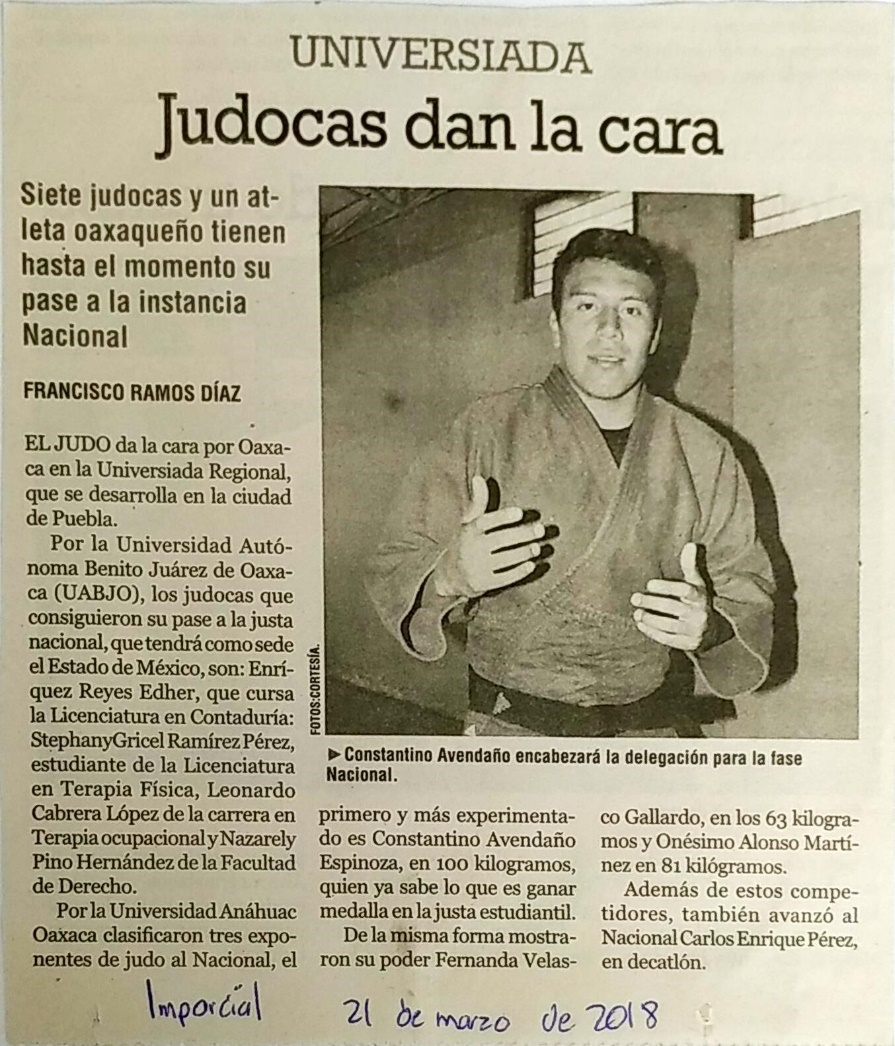 UNIVERSIADA
Judocas dan la cara
Siete judocas y un at-
leta oaxaqueño tienen
hasta el momento su
pase a la instancia
Nacional
FRANCISCO RAMOS DÍAZ
EL JUDO da la cara por Oaxa-
ca en la Universiada Regional,
que se desarrolla en la ciudad
de Puebla.
Por la Universidad Autó-
noma Benito Juárez de Oaxa-
ca (UABJO), los judocas que
consiguieron su pase a la justa
nacional, que tendrá como sede
el Estado de México, son: Enrí-
quez Reyes Edher, que cursa
la Licenciatura en Contaduría:
StephanyGricel Ramírez Pérez,
estudiante de la Licenciatura
en Terapia Física, Leonardo
Cabrera López de la carrera en
Terapia ocupacional y Nazarely
Pino Hernández de la Facultad
de Derecho.
Por la Universidad Anáhuac
Oaxaca clasificaron tres expo-
nentes de judo al Nacional, el
FOTOS:CORTESÍA.
►Constantino Avendaño encabezará la delegación para la fase
Nacional.
primero y más experimenta-
do es Constantino Avendaño
Espinoza, en 100 kilogramos,
quien ya sabe lo que es ganar
medalla en la justa estudiantil.
De la misma forma mostra-
ron su poder Fernanda Velas-
co Gallardo, en los 63 kilogra-
mos y Onésimo Alonso Martí-
nez en 81 kilógramos.
Además de estos compe-
tidores, también avanzó al
Nacional Carlos Enrique Pérez,
en decatlón.
Imparcial 21 de marzo de 2018